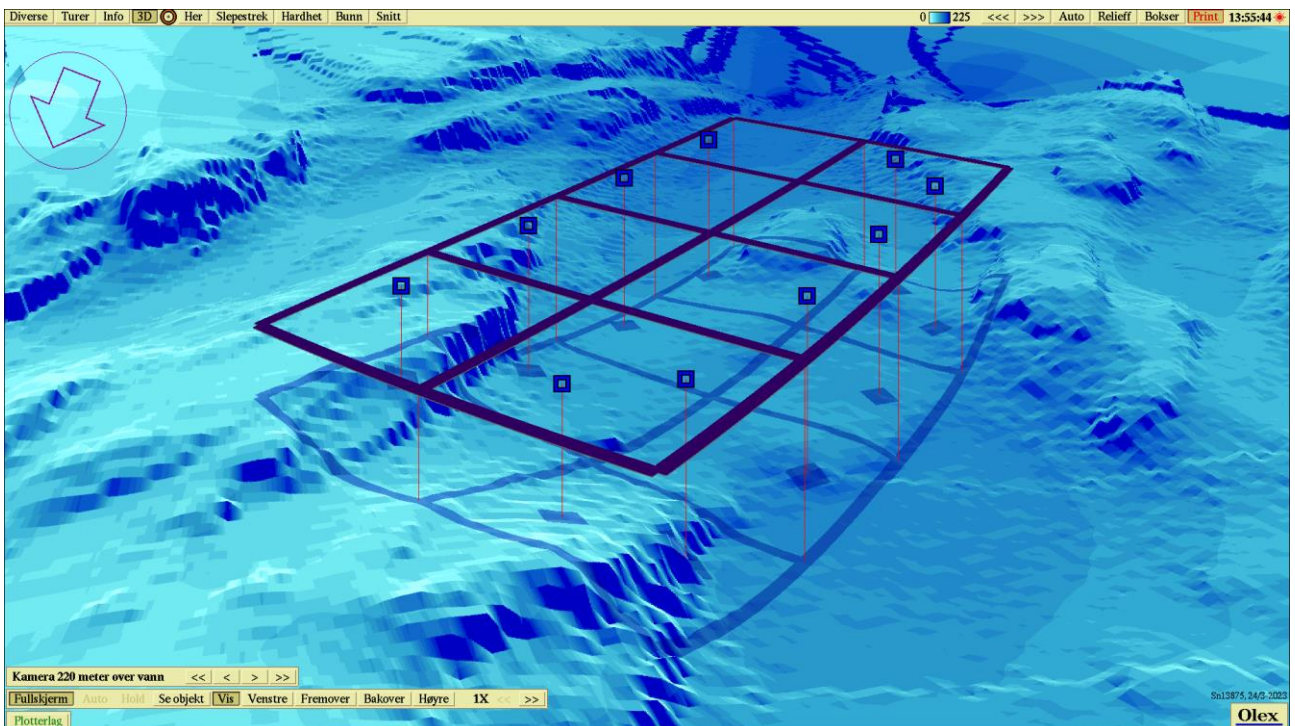 Diverse Turer Info 3D Her Slepestrek Hardhet Bunn Snitt 0 225 <<< >>> Auto Relieff Bokser Print 13:55:44
Kamera 220 meter over vann << < > >>
Fullskjerm Auto Hold Se objekt Vis Venstre Fremover Bakover Høyre 1X << >>
Sn13875, 24/3-2023
Plotterlag Olex